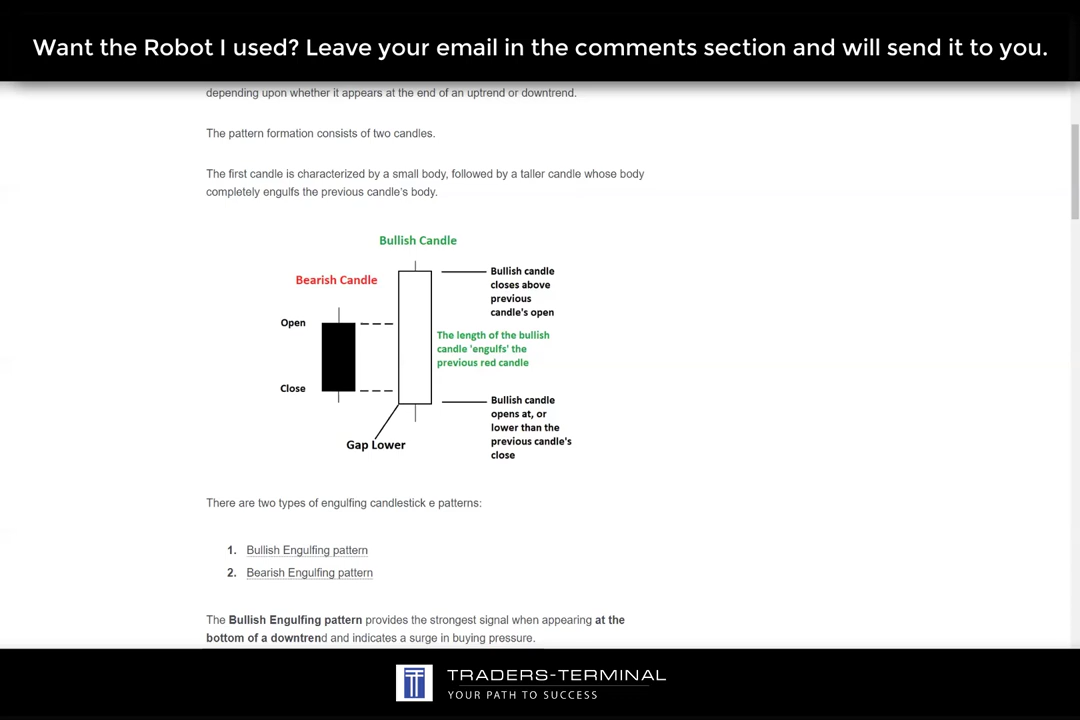 Want the Robot I used? Leave your email in the comments section and will send it to you.
depending upon whether it appears at the end of an uptrend or downtrend.
The pattern formation consists of two candles.
The first candle is characterized by a small body, followed by a taller candle whose body
completely engulfs the previous candle's body.
Bullish Candle
Bearish Candle
Open
Close
Gap Lower
Bullish candle
closes above
previous
candle's open
The length of the bullish
candle 'engulfs' the
previous red candle
Bullish candle
opens at, or
lower than the
previous candle's
close
There are two types of engulfing candlestick e patterns:
1. Bullish Engulfing pattern
2. Bearish Engulfing pattern
The Bullish Engulfing pattern provides the strongest signal when appearing at the
bottom of a downtrend and indicates a surge in buying pressure.
TRADERS-TERMINAL
YOUR PATH TO SUCCESS